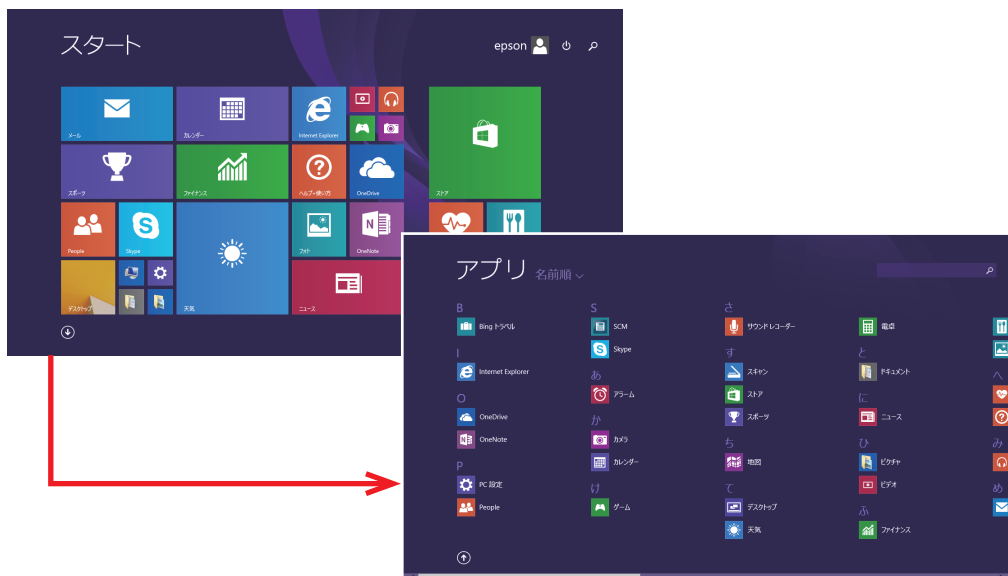 スタート
epson
メール
カレンダー
Internet Explorer
スポーツ
ファイナンス
ヘルプ+使い方
OneDrive
ストア
People
Skype
天気
フォト
OneNote
デスクトップ
ニュース
アプリ 名前順
B
Bing トラベル
I
Internet Explorer
O
OneDrive
OneNote
P
PC 設定
People
S
SCM
Skype
あ
アラーム
か
カメラ
カレンダー
け
ゲーム
さ
サウンド レコーダー
す
スキャン
ストア
スポーツ
ち
地図
て
デスクトップ
天気
電卓
と
ドキュメント
に
ニュース
ひ
ピクチャ
ビデオ
ふ
ファイナンス
へ
み
め